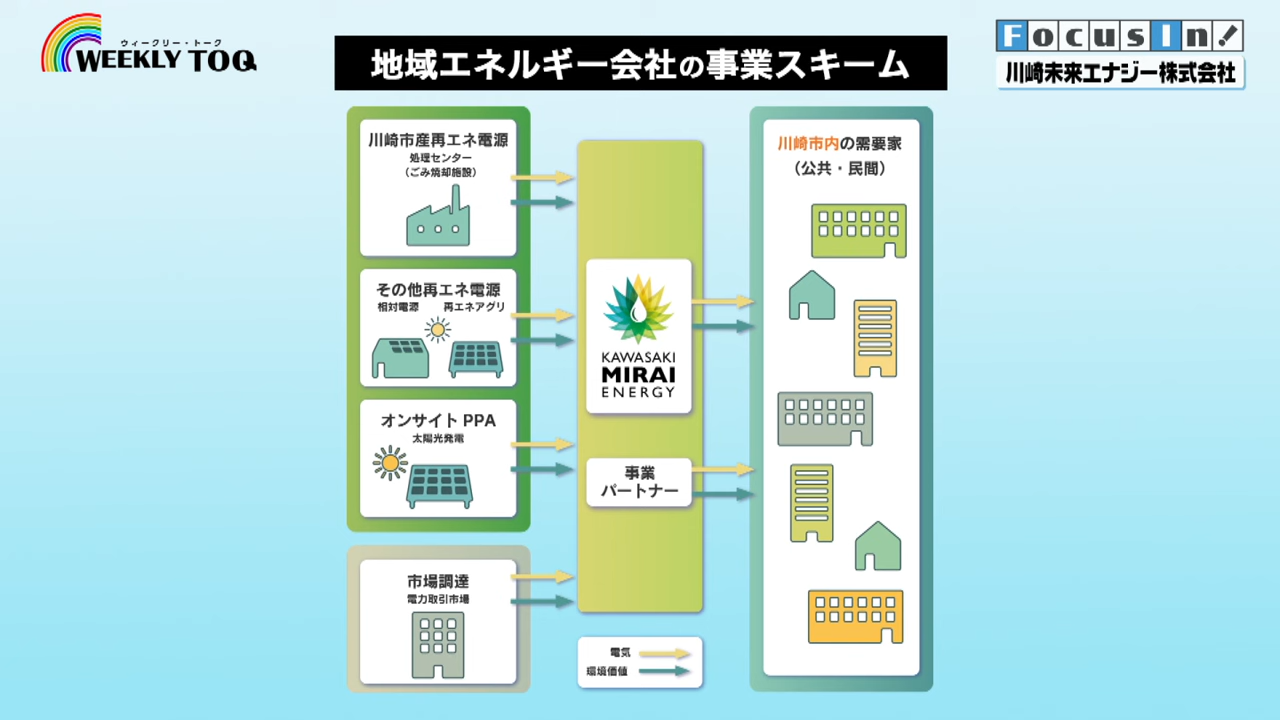 ウィークリー・トーク
WEEKLY TOQ
地域エネルギー会社の事業スキーム
FocusIn!
川崎未来エナジー株式会社
川崎市産再エネ電源
処理センター
（ごみ焼却施設）
その他再エネ電源
相対電源 再エネアグリ
オンサイト PPA
太陽光発電
市場調達
電力取引市場
KAWASAKI
MIRAI
ENERGY
事業
パートナー
電気
環境価値
川崎市内の需要家
（公共・民間）